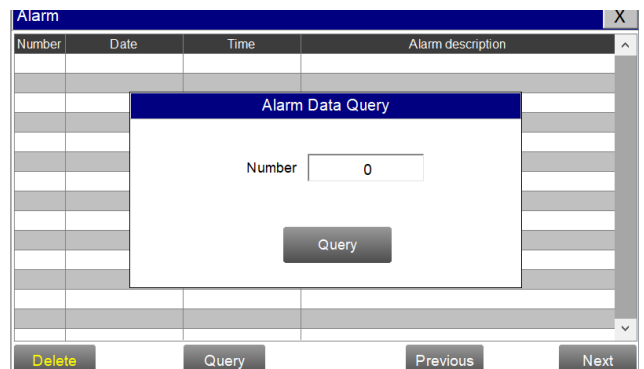 Alarm X
Number Date Time Alarm description
Alarm Data Query
Number 0
Query
Delete Query Previous Next